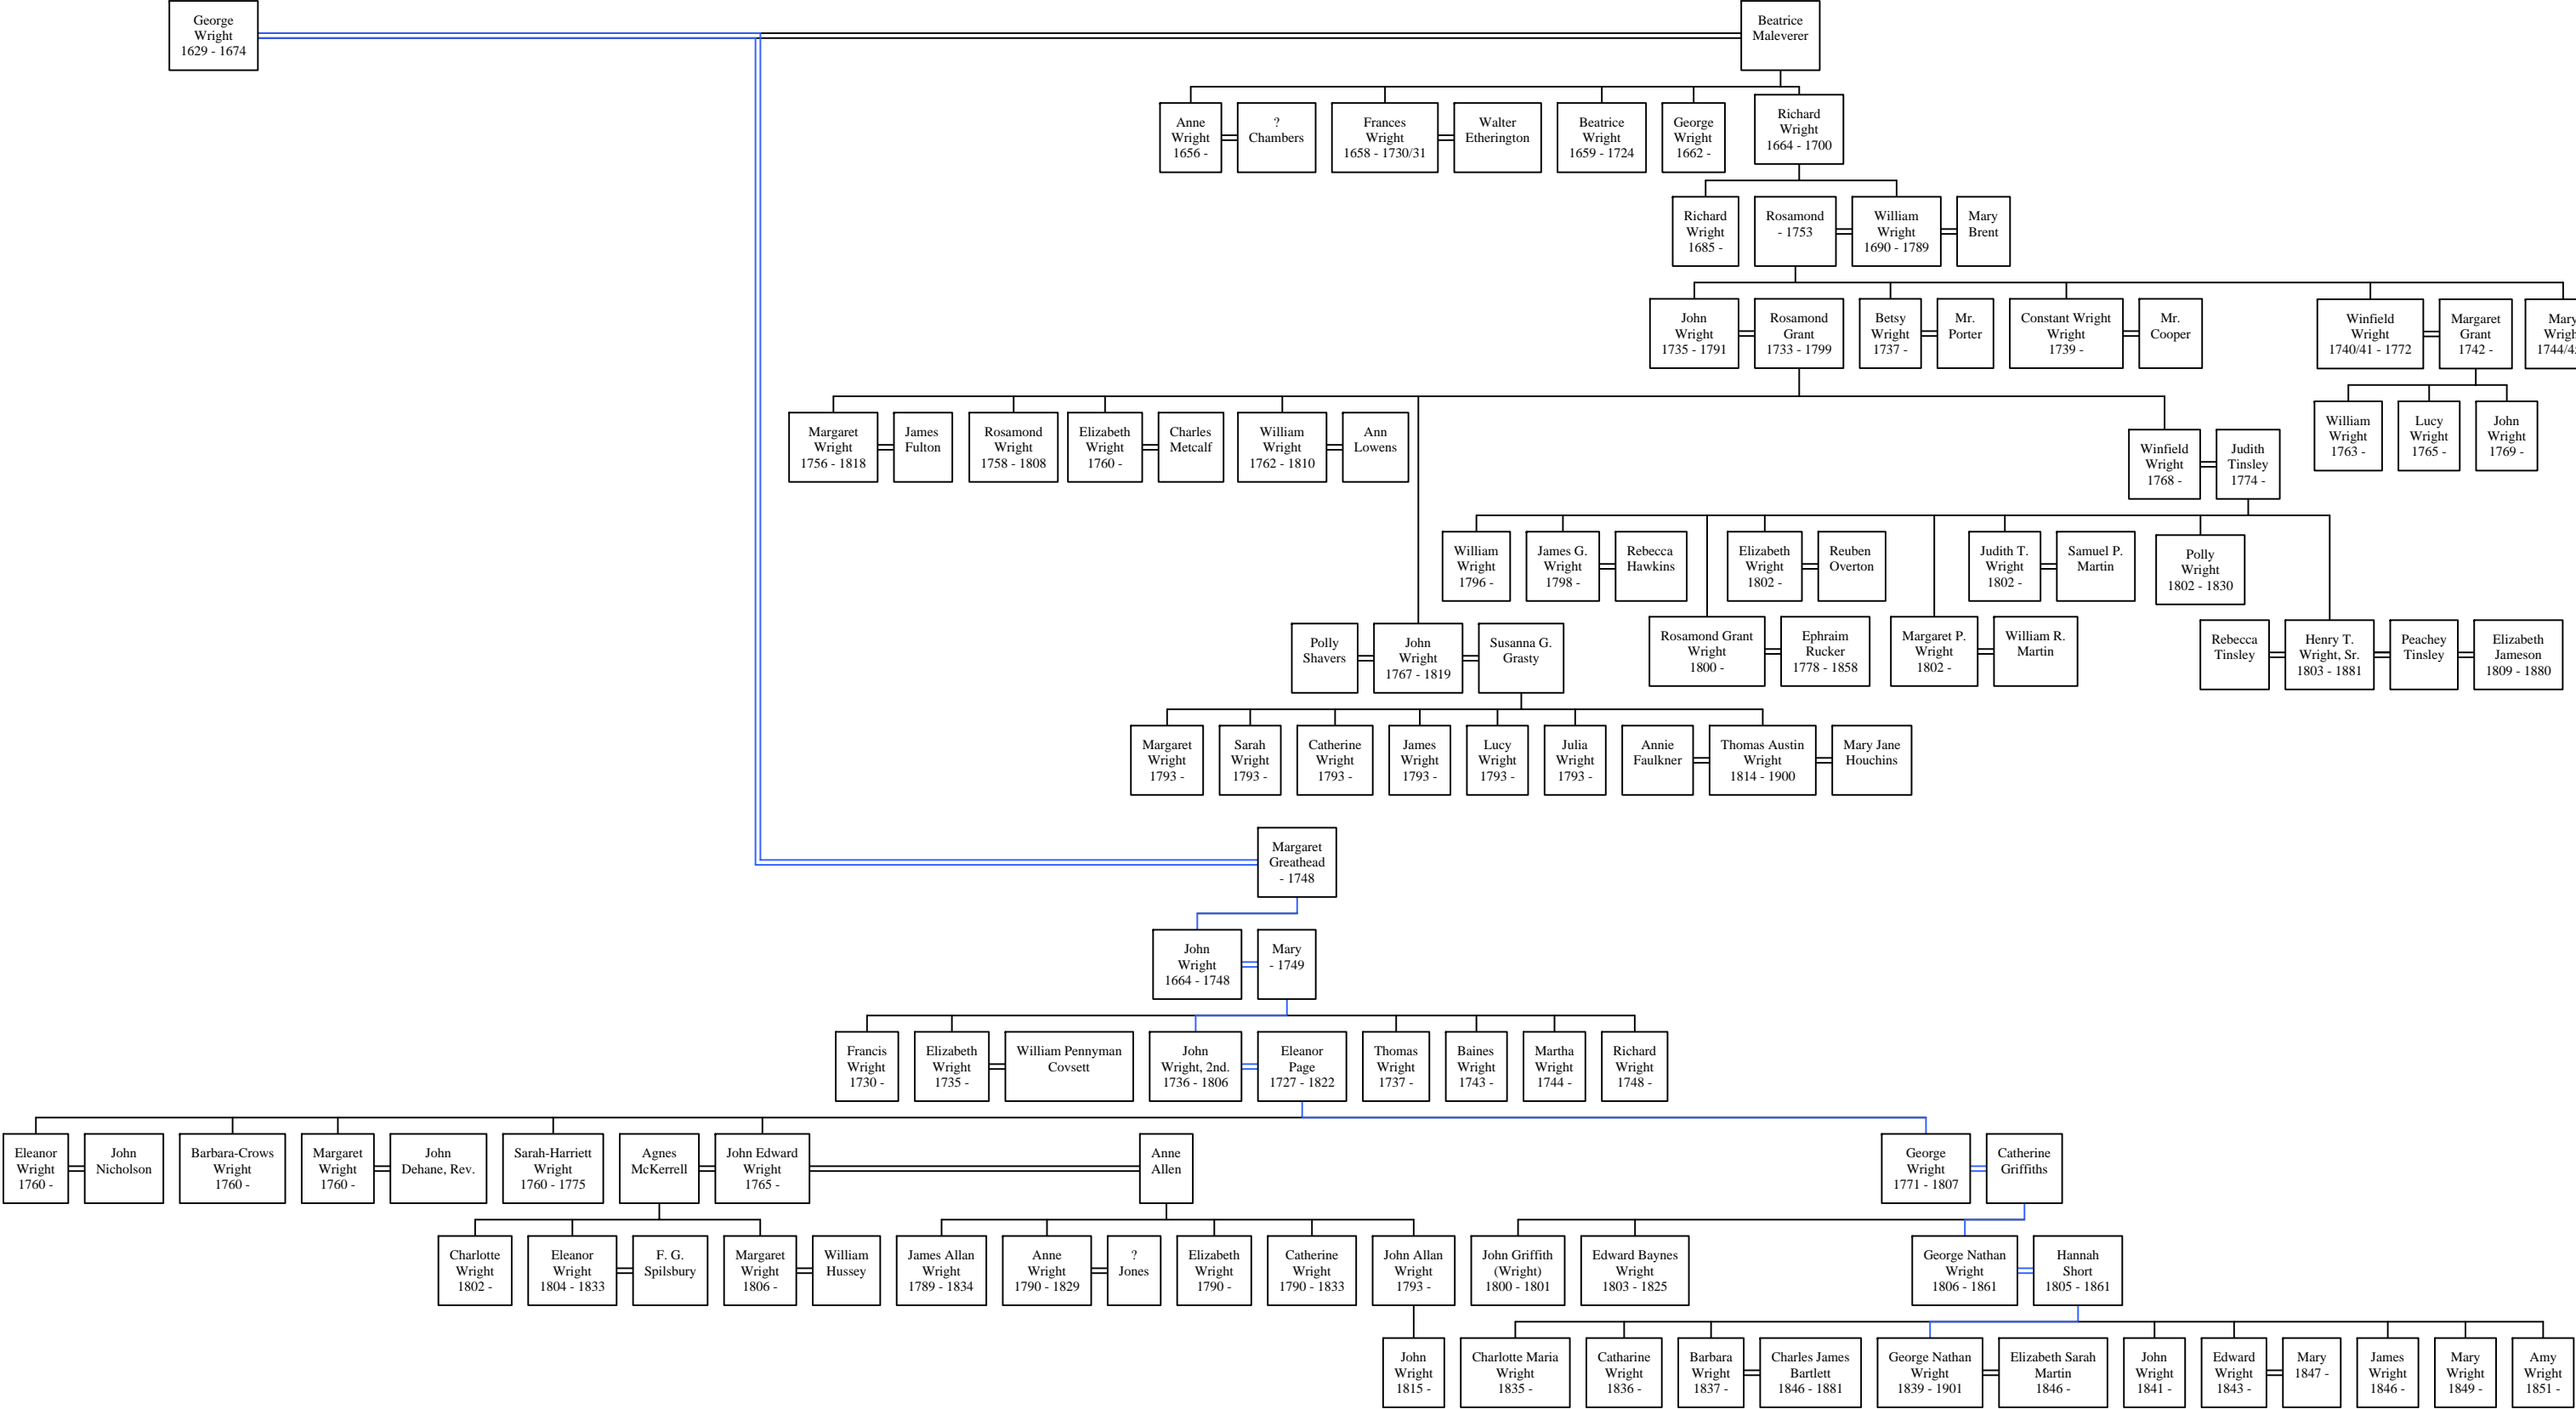 George
Wright
1629 - 1674
Beatrice
Maleverer
Anne
Wright
1656 -
?
Chambers
Frances
Wright
1658 - 1730/31
Walter
Etherington
Beatrice
Wright
1659 - 1724
George
Wright
1662 -
Richard
Wright
1664 - 1700
Richard
Wright
1685 -
Rosamond
- 1753
William
Wright
1690 - 1789
Mary
Brent
John
Wright
1735 - 1791
Rosamond
Grant
1733 - 1799
Betsy
Wright
1737 -
Mr.
Porter
Constant Wright
Wright
1739 -
Mr.
Cooper
Winfield
Wright
1740/41 - 1772
Margaret
Grant
1742 -
Mary
Wrigh
1744/4
Margaret
Wright
1756 - 1818
James
Fulton
Rosamond
Wright
1758 - 1808
Elizabeth
Wright
1760 -
Charles
Metcalf
William
Wright
1762 - 1810
Ann
Lowens
Winfield
Wright
1768 -
Judith
Tinsley
1774 -
William
Wright
1763 -
Lucy
Wright
1765 -
John
Wright
1769 -
William
Wright
1796 -
James G.
Wright
1798 -
Rebecca
Hawkins
Elizabeth
Wright
1802 -
Reuben
Overton
Judith T.
Wright
1802 -
Samuel P.
Martin
Polly
Wright
1802 - 1830
Polly
Shavers
John
Wright
1767 - 1819
Susanna G.
Grasty
Rosamond Grant
Wright
1800 -
Ephraim
Rucker
1778 - 1858
Margaret P.
Wright
1802 -
William R.
Martin
Rebecca
Tinsley
Henry T.
Wright, Sr.
1803 - 1881
Peachey
Tinsley
Elizabeth
Jameson
1809 - 1880
Margaret
Wright
1793 -
Sarah
Wright
1793 -
Catherine
Wright
1793 -
James
Wright
1793 -
Lucy
Wright
1793 -
Julia
Wright
1793 -
Annie
Faulkner
Thomas Austin
Wright
1814 - 1900
Mary Jane
Houchins
Margaret
Greathead
- 1748
John
Wright
1664 - 1748
Mary
- 1749
Francis
Wright
1730 -
Elizabeth
Wright
1735 -
William Pennyman
Covsett
John
Wright, 2nd.
1736 - 1806
Eleanor
Page
1727 - 1822
Thomas
Wright
1737 -
Baines
Wright
1743 -
Martha
Wright
1744 -
Richard
Wright
1748 -
Eleanor
Wright
1760 -
John
Nicholson
Barbara-Crows
Wright
1760 -
Margaret
Wright
1760 -
John
Dehane, Rev.
Sarah-Harriett
Wright
1760 - 1775
Agnes
McKerrell
John Edward
Wright
1765 -
Anne
Allen
George
Wright
1771 - 1807
Catherine
Griffiths
Charlotte
Wright
1802 -
Eleanor
Wright
1804 - 1833
F. G.
Spilsbury
Margaret
Wright
1806 -
William
Hussey
James Allan
Wright
1789 - 1834
Anne
Wright
1790 - 1829
?
Jones
Elizabeth
Wright
1790 -
Catherine
Wright
1790 - 1833
John Allan
Wright
1793 -
John Griffith
(Wright)
1800 - 1801
Edward Baynes
Wright
1803 - 1825
George Nathan
Wright
1806 - 1861
Hannah
Short
1805 - 1861
John
Wright
1815 -
Charlotte Maria
Wright
1835 -
Catharine
Wright
1836 -
Barbara
Wright
1837 -
Charles James
Bartlett
1846 - 1881
George Nathan
Wright
1839 - 1901
Elizabeth Sarah
Martin
1846 -
John
Wright
1841 -
Edward
Wright
1843 -
Mary
1847 -
James
Wright
1846 -
Mary
Wright
1849 -
Amy
Wright
1851 -